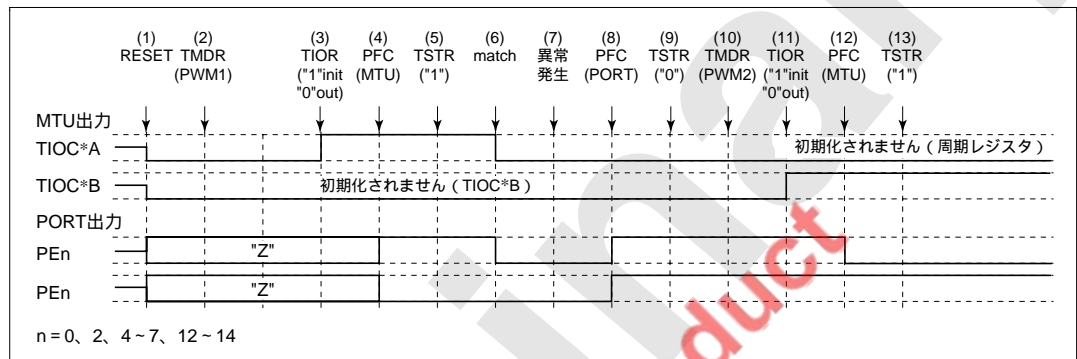 (1) (2) (3) (4) (5) (6) (7) (8) (9) (10) (11) (12) (13)
RESET TMDR TIOR PFC TSTR match 異常 PFC TSTR TMDR TIOR PFC TSTR
(PWM1) ("1"init (MTU) ("1") 発生 (PORT) ("0") (PWM2) ("1"init (MTU) ("1")
"0"out) "0"out)
MTU出力
TIOC*A 初期化されません（周期レジスタ）
TIOC*B 初期化されません（TIOC*B）
PORT出力
PEn "Z"
PEn "Z"
n = 0、2、4～7、12～14
duct